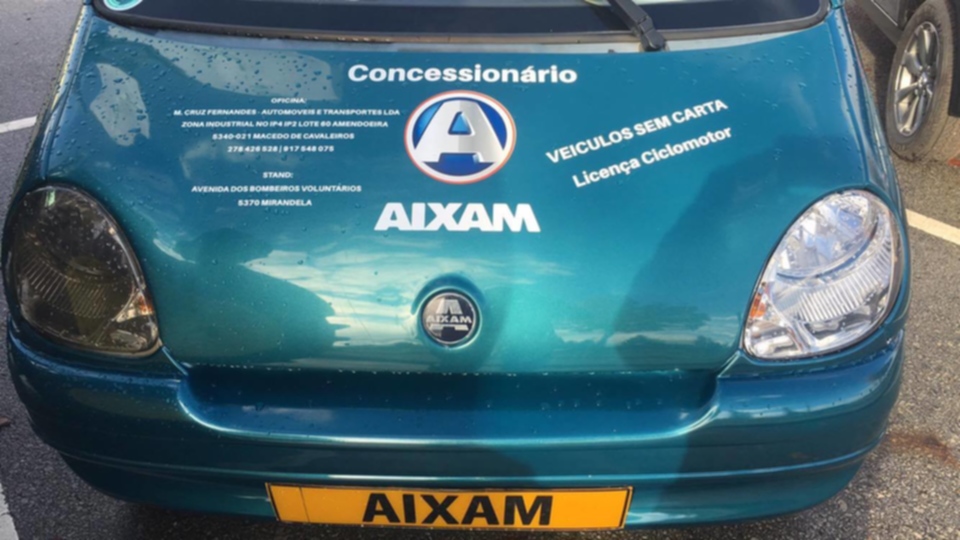 Concessionário
OFICINA:
M. CRUZ FERNANDES - AUTOMOVEIS E TRANSPORTES LDA
ZONA INDUSTRIAL NO IP4 IP2 LOTE 60 AMENDOEIRA
5340-021 MACEDO DE CAVALEIROS
278 426 528 | 917 548 075
STAND:
AVENIDA DOS BOMBEIROS VOLUNTÁRIOS
5370 MIRANDELA
A
AIXAM
VEICULOS SEM CARTA
Licença Ciclomotor
AIXAM
AIXAM